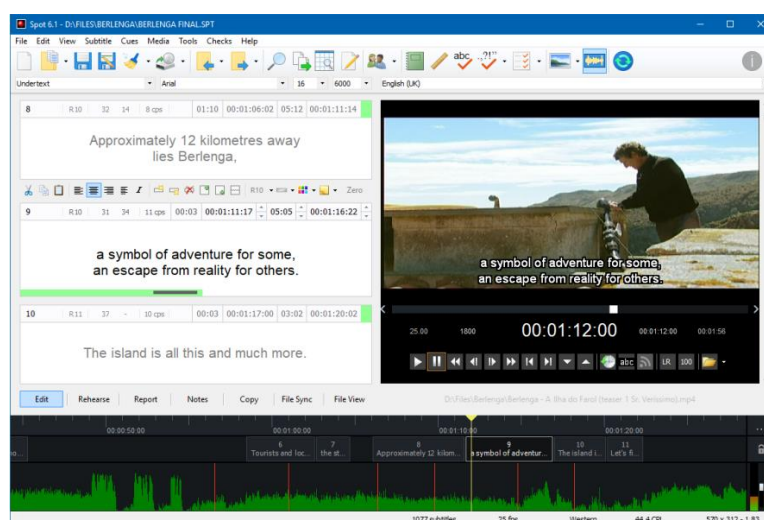 Spot 6.1 - D:\FILES\BERLENGA\BERLENGA FINAL.SPT
File Edit View Subtitle Cues Media Tools Checks Help
abc .,?!"
Undertext Arial 16 6000 English (UK)
8 R10 32 14 8 cps 01:10 00:01:06:02 05:12 00:01:11:14
Approximately 12 kilometres away
lies Berlenga,
R10 Zero
9 R10 31 34 11 cps 00:03 00:01:11:17 05:05 00:01:16:22
a symbol of adventure for some,
an escape from reality for others.
10 R11 37 - 10 cps 00:03 00:01:17:00 03:02 00:01:20:02
The island is all this and much more.
a symbol of adventure for some,
an escape from reality for others.
25.00 1800 00:01:12:00 00:01:12:00 00:01:56
abc LR 100
Edit Rehearse Report Notes Copy File Sync File View
D:\Files\Berlenga\Berlenga - A Ilha do Farol (teaser 1 Sr. Verissimo).mp4
00:00:50:00 00:01:00:00 00:01:10:00 00:01:20:00
6 7 8 9 10 11
Tourists and loc... the st... Approximately 12 kilom... a symbol of adventur... The island i... Let's fi...
1077 subtitles 25 fps Western 44.4 CPL 570 x 312 - 1.83